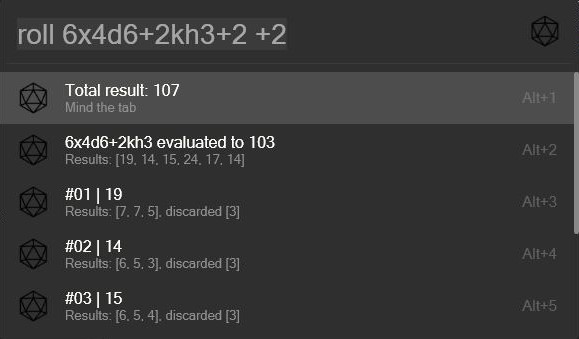 roll 6x4d6+2kh3+2 +2
Total result: 107
Mind the tab
Alt+1
6x4d6+2kh3 evaluated to 103
Results: [19, 14, 15, 24, 17, 14]
Alt+2
#01 | 19
Results: [7, 7, 5], discarded [3]
Alt+3
#02 | 14
Results: [6, 5, 3], discarded [3]
Alt+4
#03 | 15
Results: [6, 5, 4], discarded [3]
Alt+5